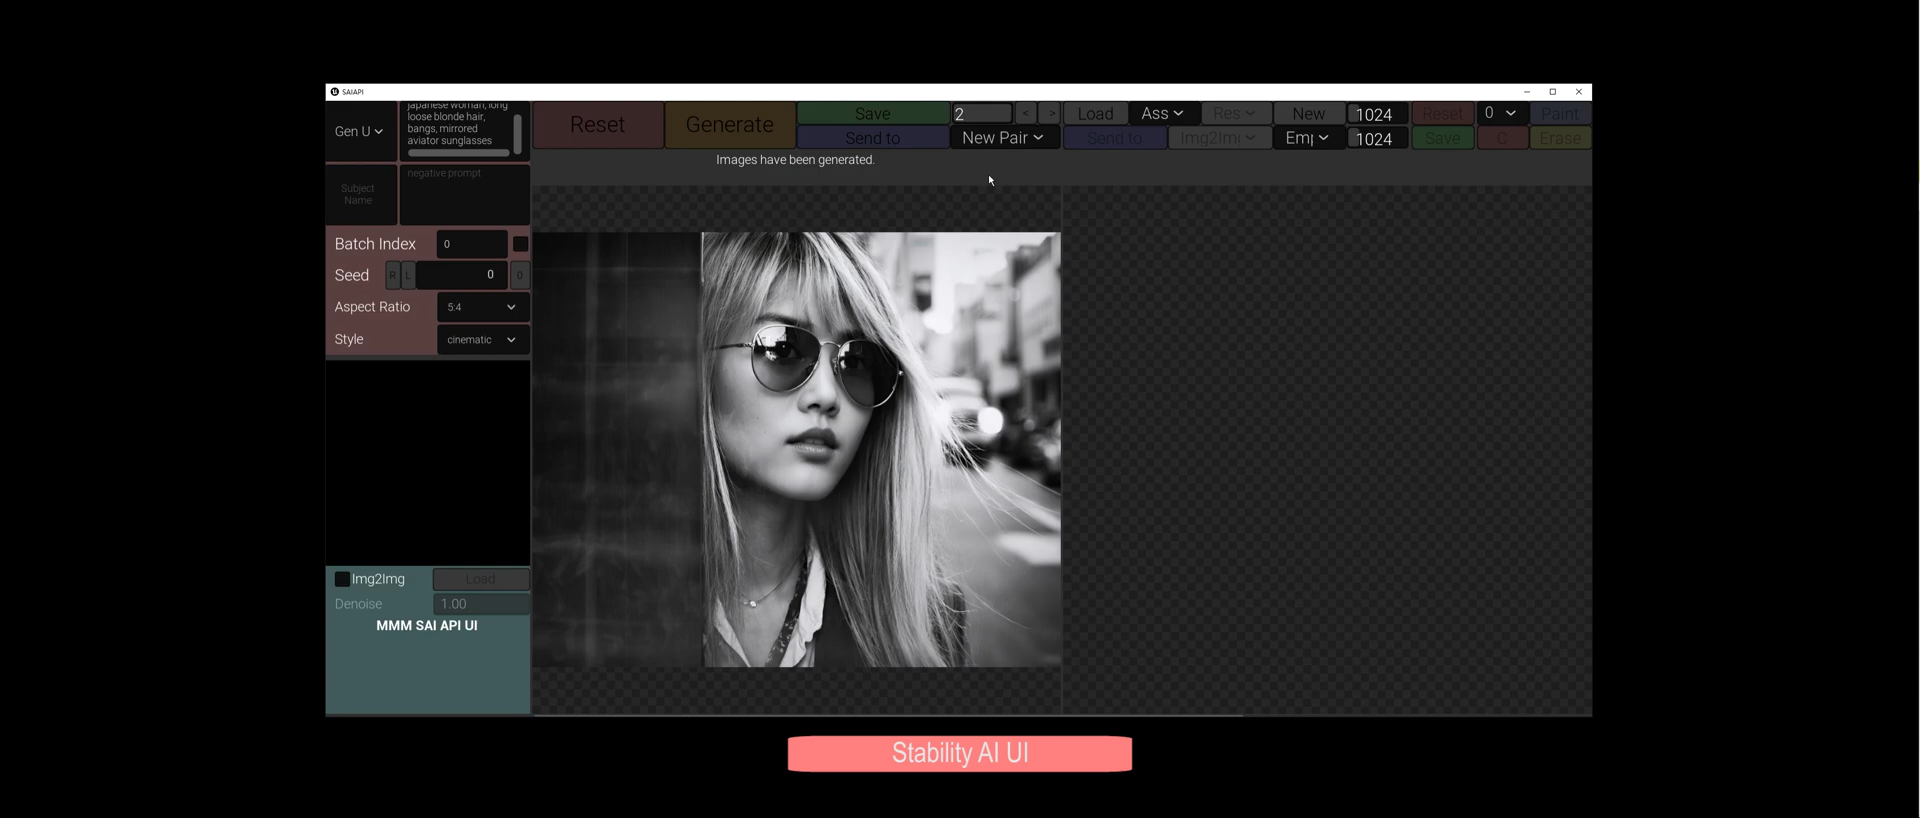 SAIAPI
Gen U
japanese woman, long
loose blonde hair,
bangs, mirrored
aviator sunglasses
Reset
Generate
Save
2
<
>
Load
Ass
Res
New
1024
Reset
0
Paint
Send to
New Pair
Send to
Img2Im
Em
1024
Save
C
Erase
Images have been generated.
Subject
Name
negative prompt
Batch Index
0
Seed
R
L
0
0
Aspect Ratio
5:4
Style
cinematic
Img2Img
Load
Denoise
1.00
MMM SAI API UI
Stability AI UI